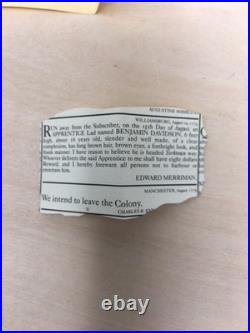 AUGUSTINE
WILLIAMSBURG, August
RUN away from the Subscriber, on the 15th Day of August an
APPRENTICE Lad named BENJAMIN DAVIDSON, 6 feet
high, about 16 years old, slender and well made, of a clear
complexion, has long brown hair, brown eyes, a forthright look, and
manner. I have reason to believe he is headed
Whoever delivers the said Apprentice to me shall have eight dollars
Reward; and I hereby forewarn all persons not to harbour or
entertain him.
EDWARD MERRIMAN.
MANCHESTER, August
We intend to leave the Colony.
CHARLES &